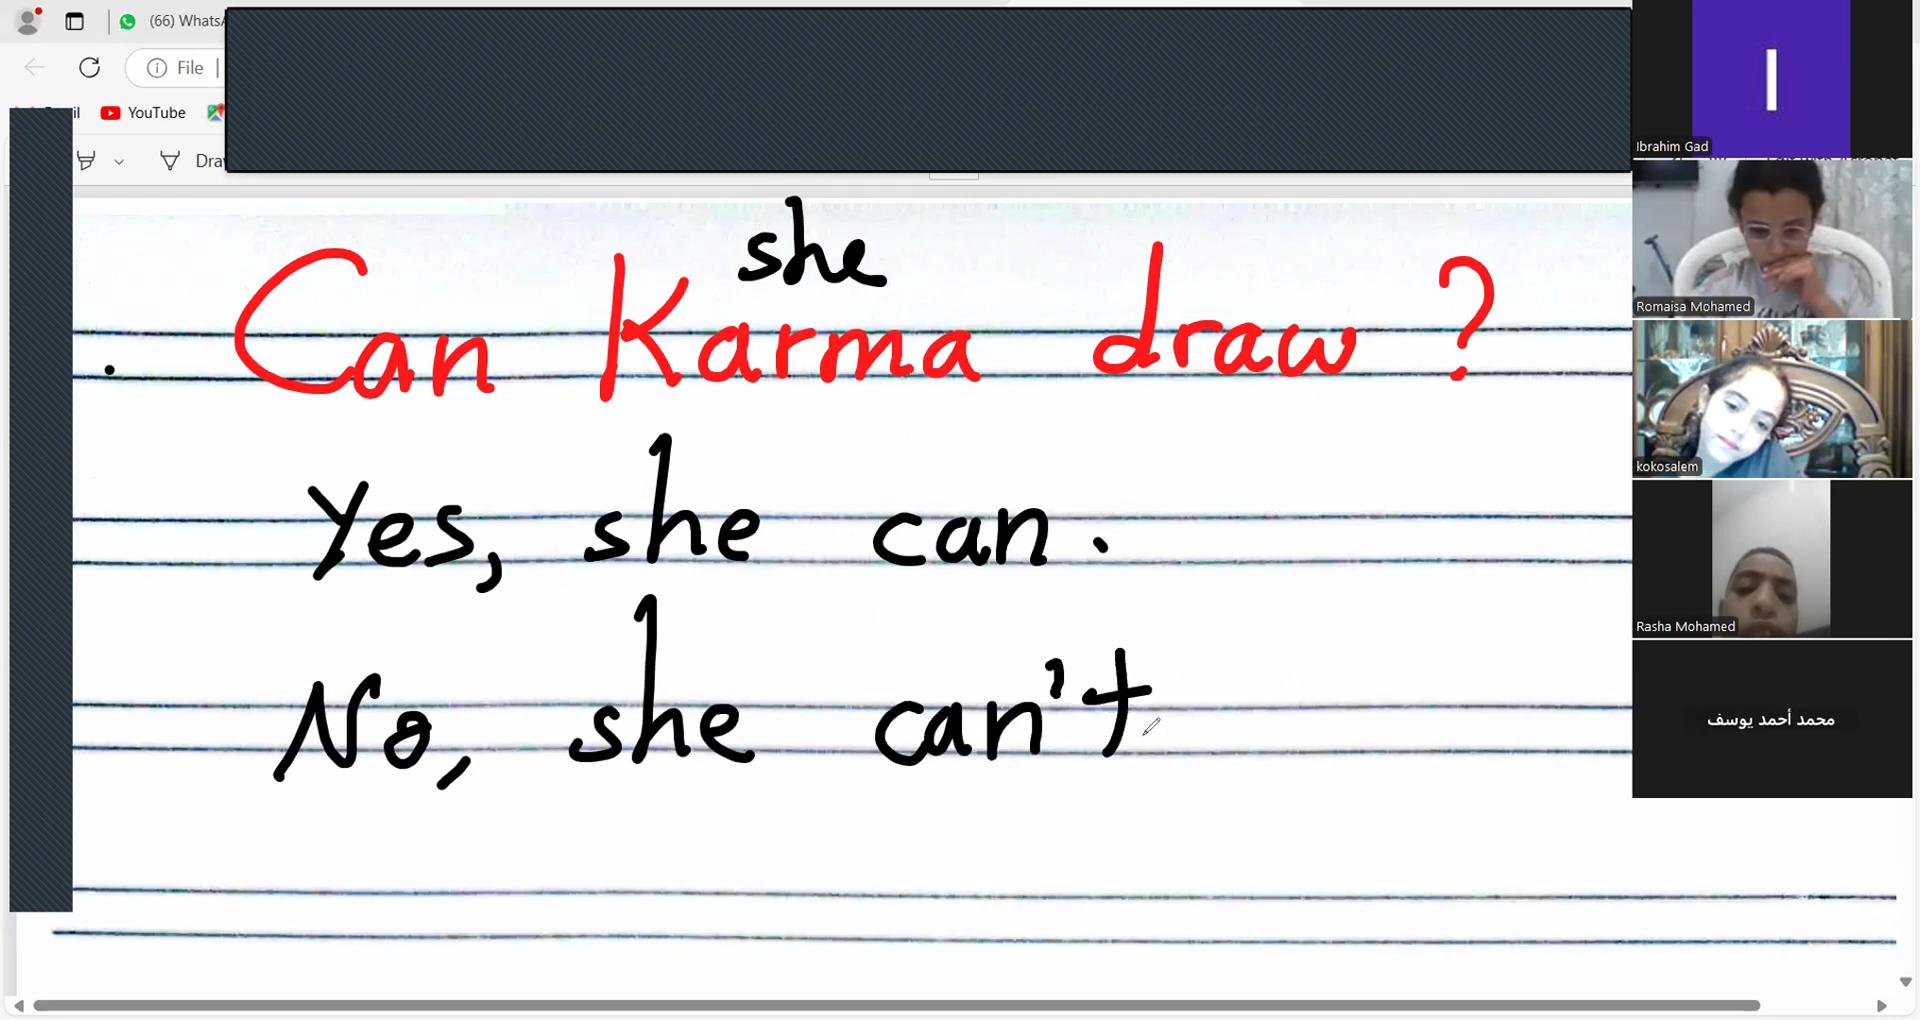 (66) WhatsA
File
YouTube
Dra
she
Can Karma draw ?
Yes, she can.
No, she can't
Ibrahim Gad
Romaisa Mohamed
kokosalem
Rasha Mohamed
محمد أحمد يوسف